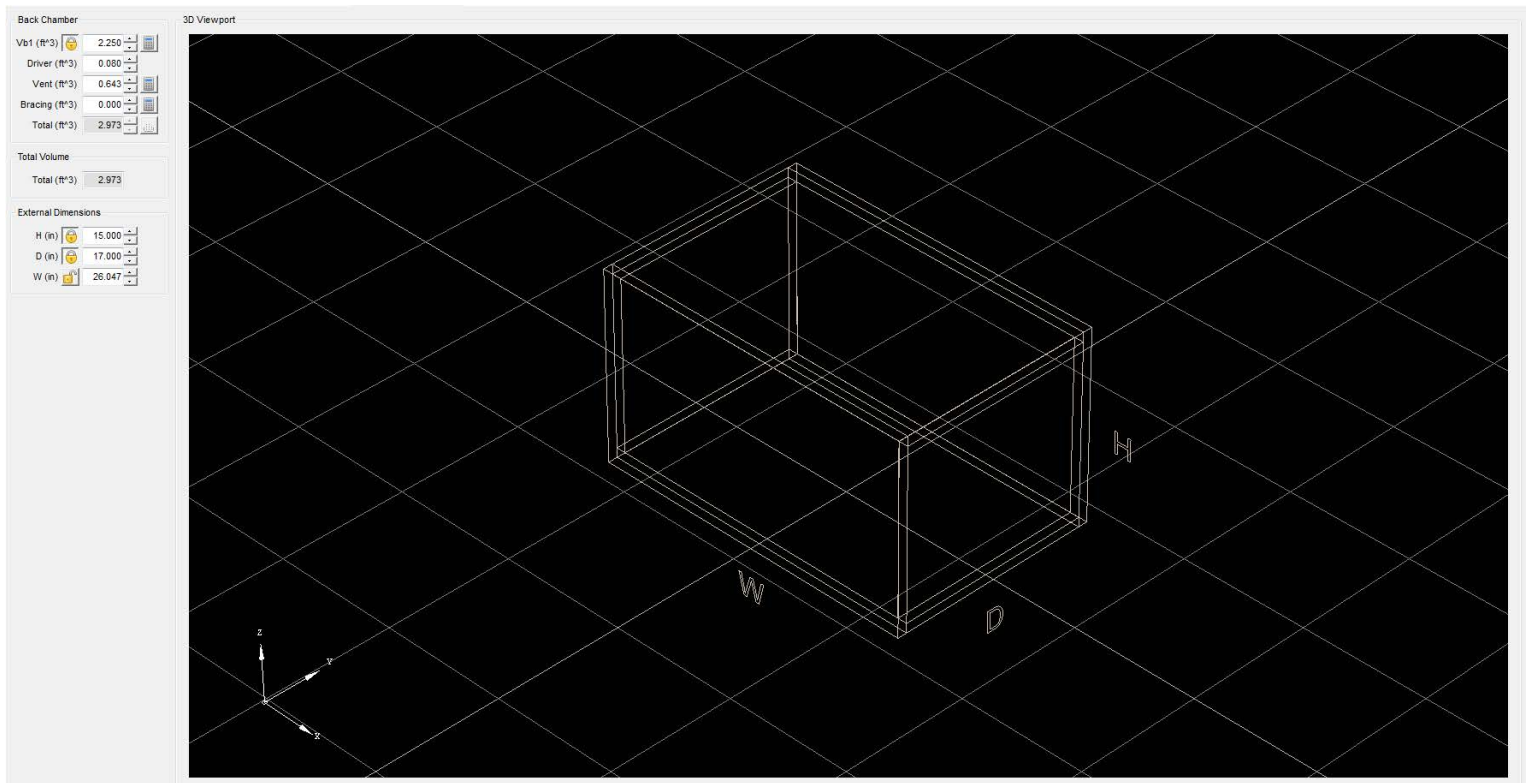 Back Chamber
Vb1 (ft^3) 2.250
Driver (ft^3) 0.080
Vent (ft^3) 0.643
Bracing (ft^3) 0.000
Total (ft^3) 2.973
Total Volume
Total (ft^3) 2.973
External Dimensions
H (in) 15.000
D (in) 17.000
W (in) 26.047
3D Viewport
H
W
D
Z
Y
X